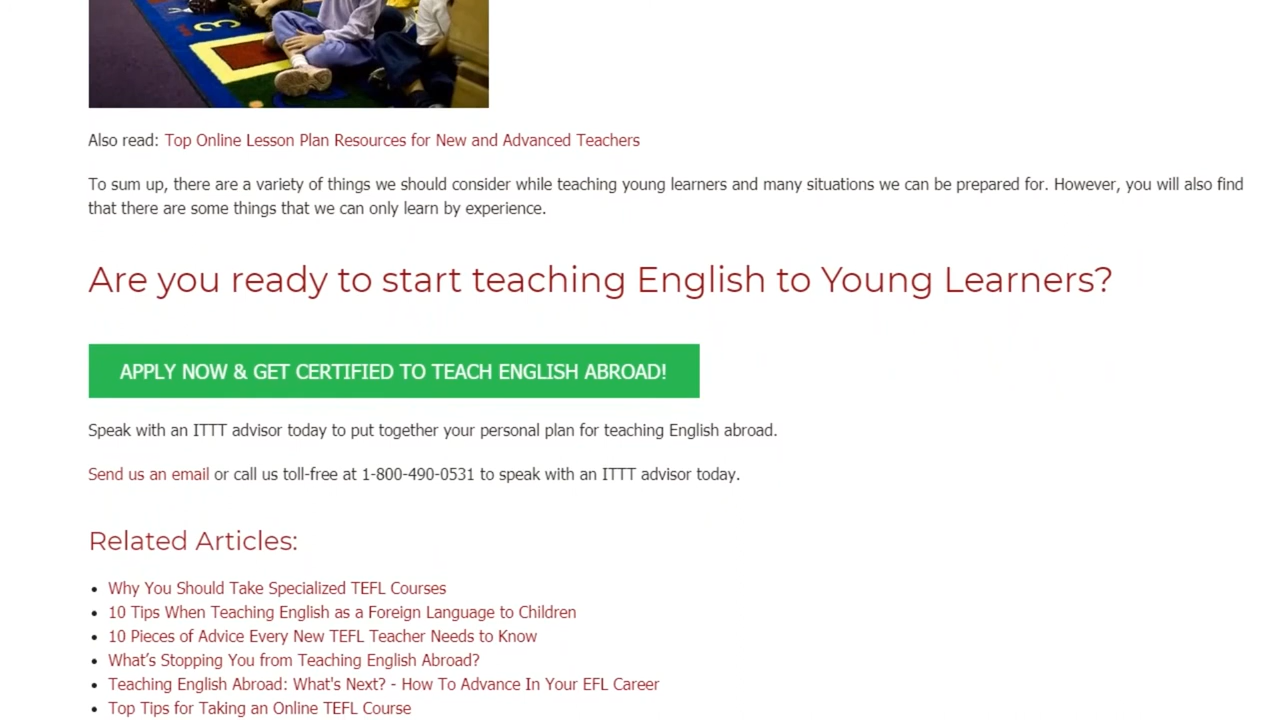 Also read: Top Online Lesson Plan Resources for New and Advanced Teachers
To sum up, there are a variety of things we should consider while teaching young learners and many situations we can be prepared for. However, you will also find
that there are some things that we can only learn by experience.
Are you ready to start teaching English to Young Learners?
APPLY NOW & GET CERTIFIED TO TEACH ENGLISH ABROAD!
Speak with an ITTT advisor today to put together your personal plan for teaching English abroad.
Send us an email or call us toll-free at 1-800-490-0531 to speak with an ITTT advisor today.
Related Articles:
• Why You Should Take Specialized TEFL Courses
• 10 Tips When Teaching English as a Foreign Language to Children
• 10 Pieces of Advice Every New TEFL Teacher Needs to Know
• What’s Stopping You from Teaching English Abroad?
• Teaching English Abroad: What's Next? - How To Advance In Your EFL Career
• Top Tips for Taking an Online TEFL Course